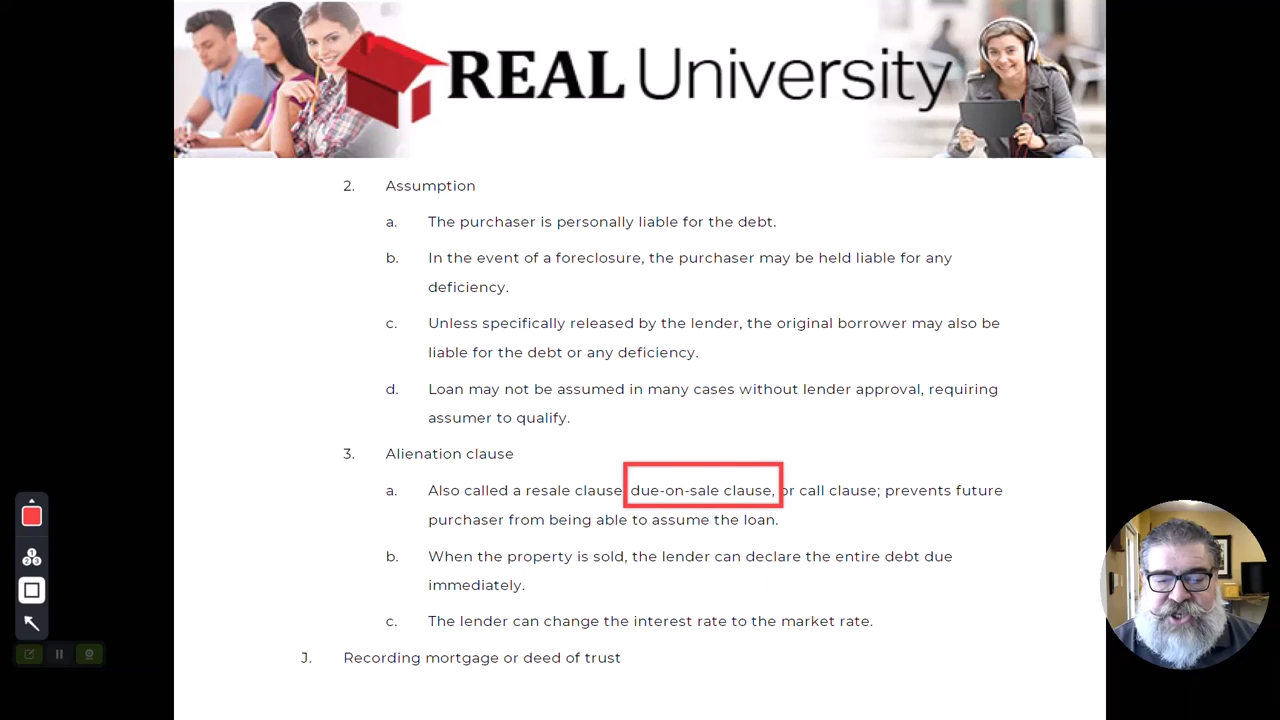 REAL University
2. Assumption
a. The purchaser is personally liable for the debt.
b. In the event of a foreclosure, the purchaser may be held liable for any
deficiency.
c. Unless specifically released by the lender, the original borrower may also be
liable for the debt or any deficiency.
d. Loan may not be assumed in many cases without lender approval, requiring
assumer to qualify.
3. Alienation clause
a. Also called a resale clause, due-on-sale clause, or call clause; prevents future
purchaser from being able to assume the loan.
b. When the property is sold, the lender can declare the entire debt due
immediately.
c. The lender can change the interest rate to the market rate.
J. Recording mortgage or deed of trust